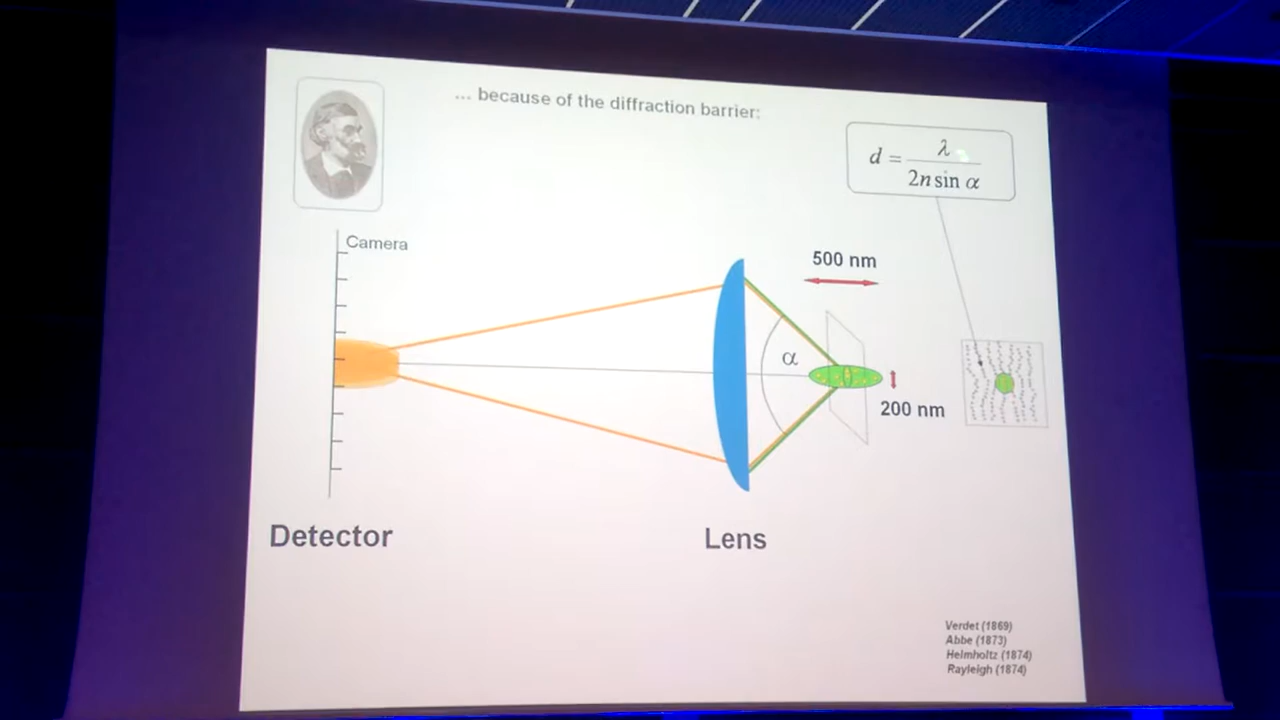 ... because of the diffraction barrier:
d = λ / 2n sin α
Camera
500 nm
α
200 nm
Detector
Lens
Verdet (1869)
Abbe (1873)
Helmholtz (1874)
Rayleigh (1874)